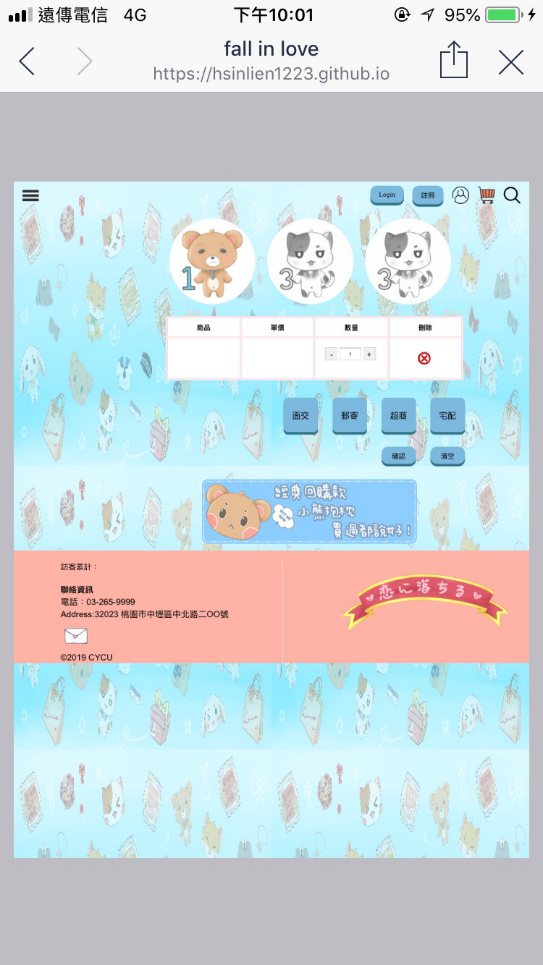 遠傳電信 4G 下午10:01 95%
fall in love
https://hsinlien1223.github.io
Login 註冊
1 3 3
商品 單價 數量 刪除
- 1 +
面交 郵寄 超商 宅配
確認 清空
經典回購款
小熊抱枕
買過都說好!
訪客累計：
聯絡資訊
電話：03-265-9999
Address:32023 桃園市中壢區中北路二OO號
恋に落ちる
©2019 CYCU